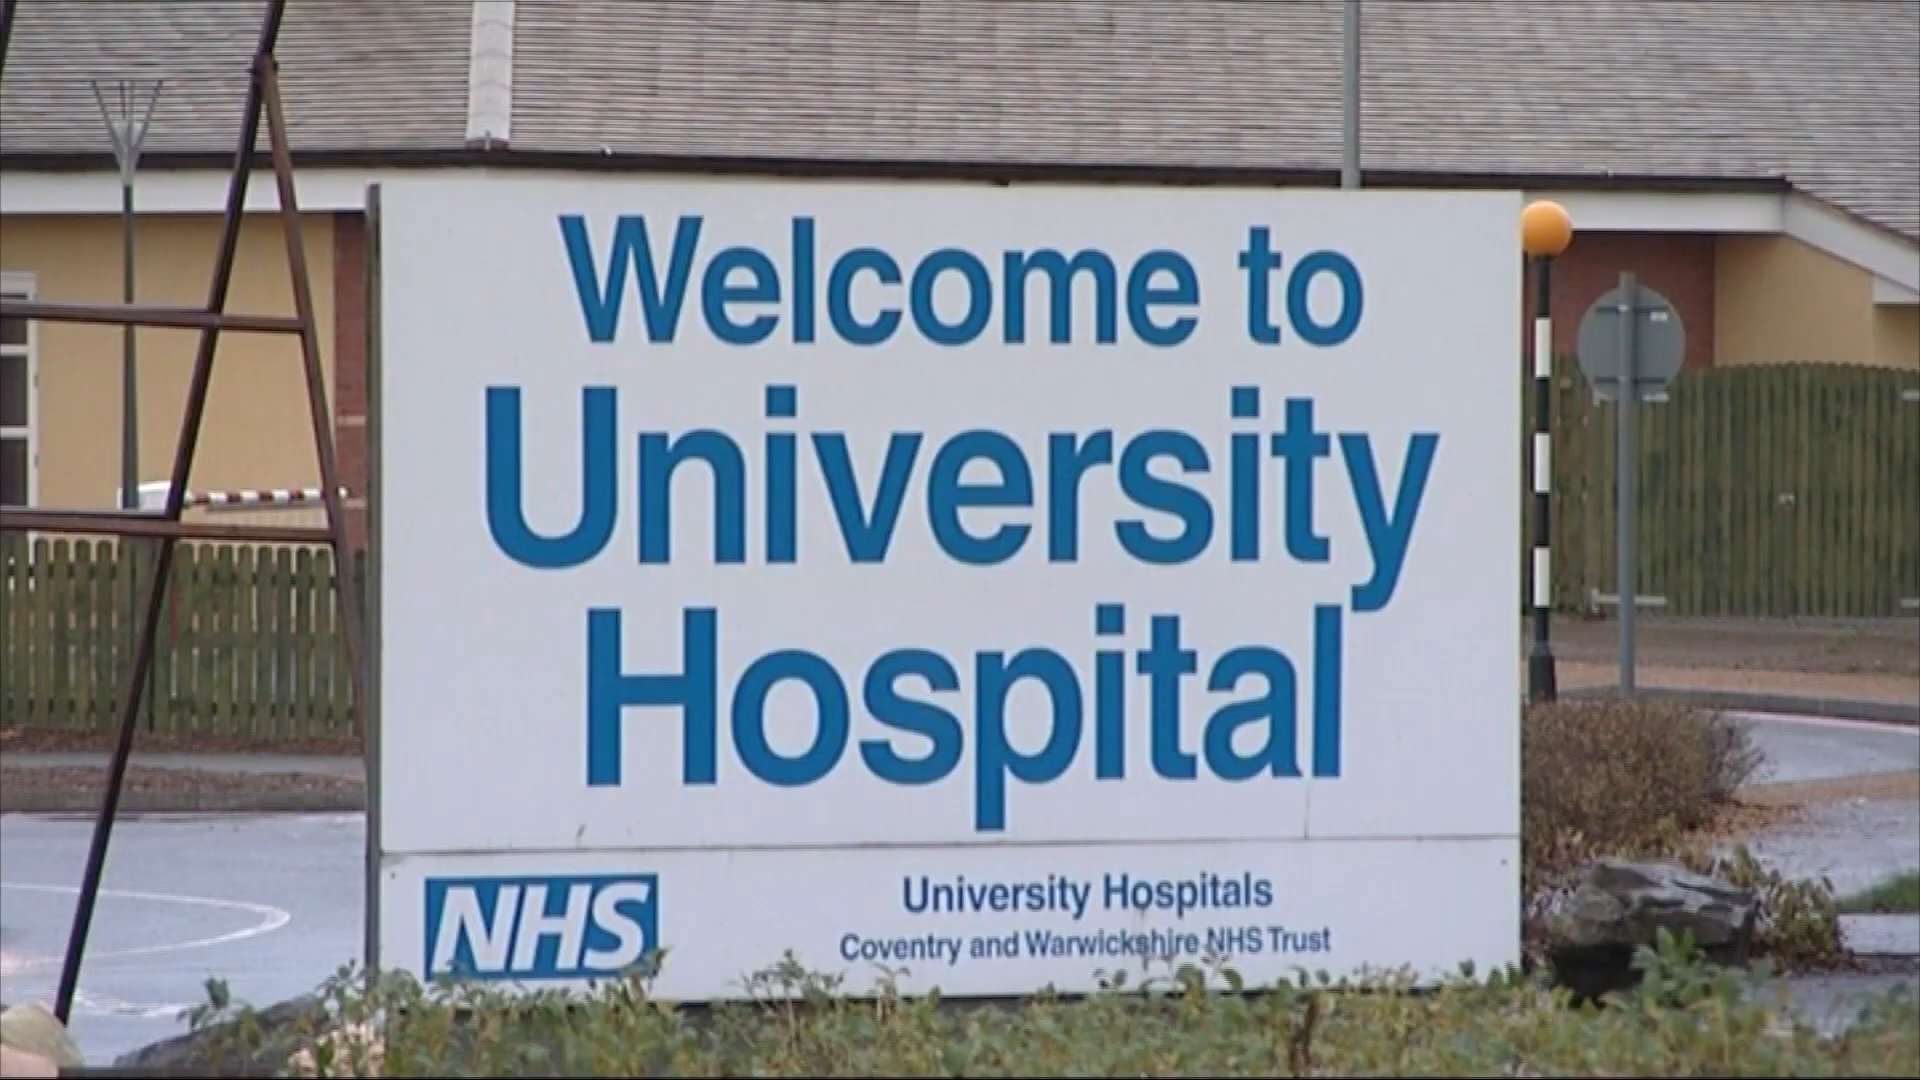 Welcome to
University
Hospital
NHS
University Hospitals
Coventry and Warwickshire NHS Trust